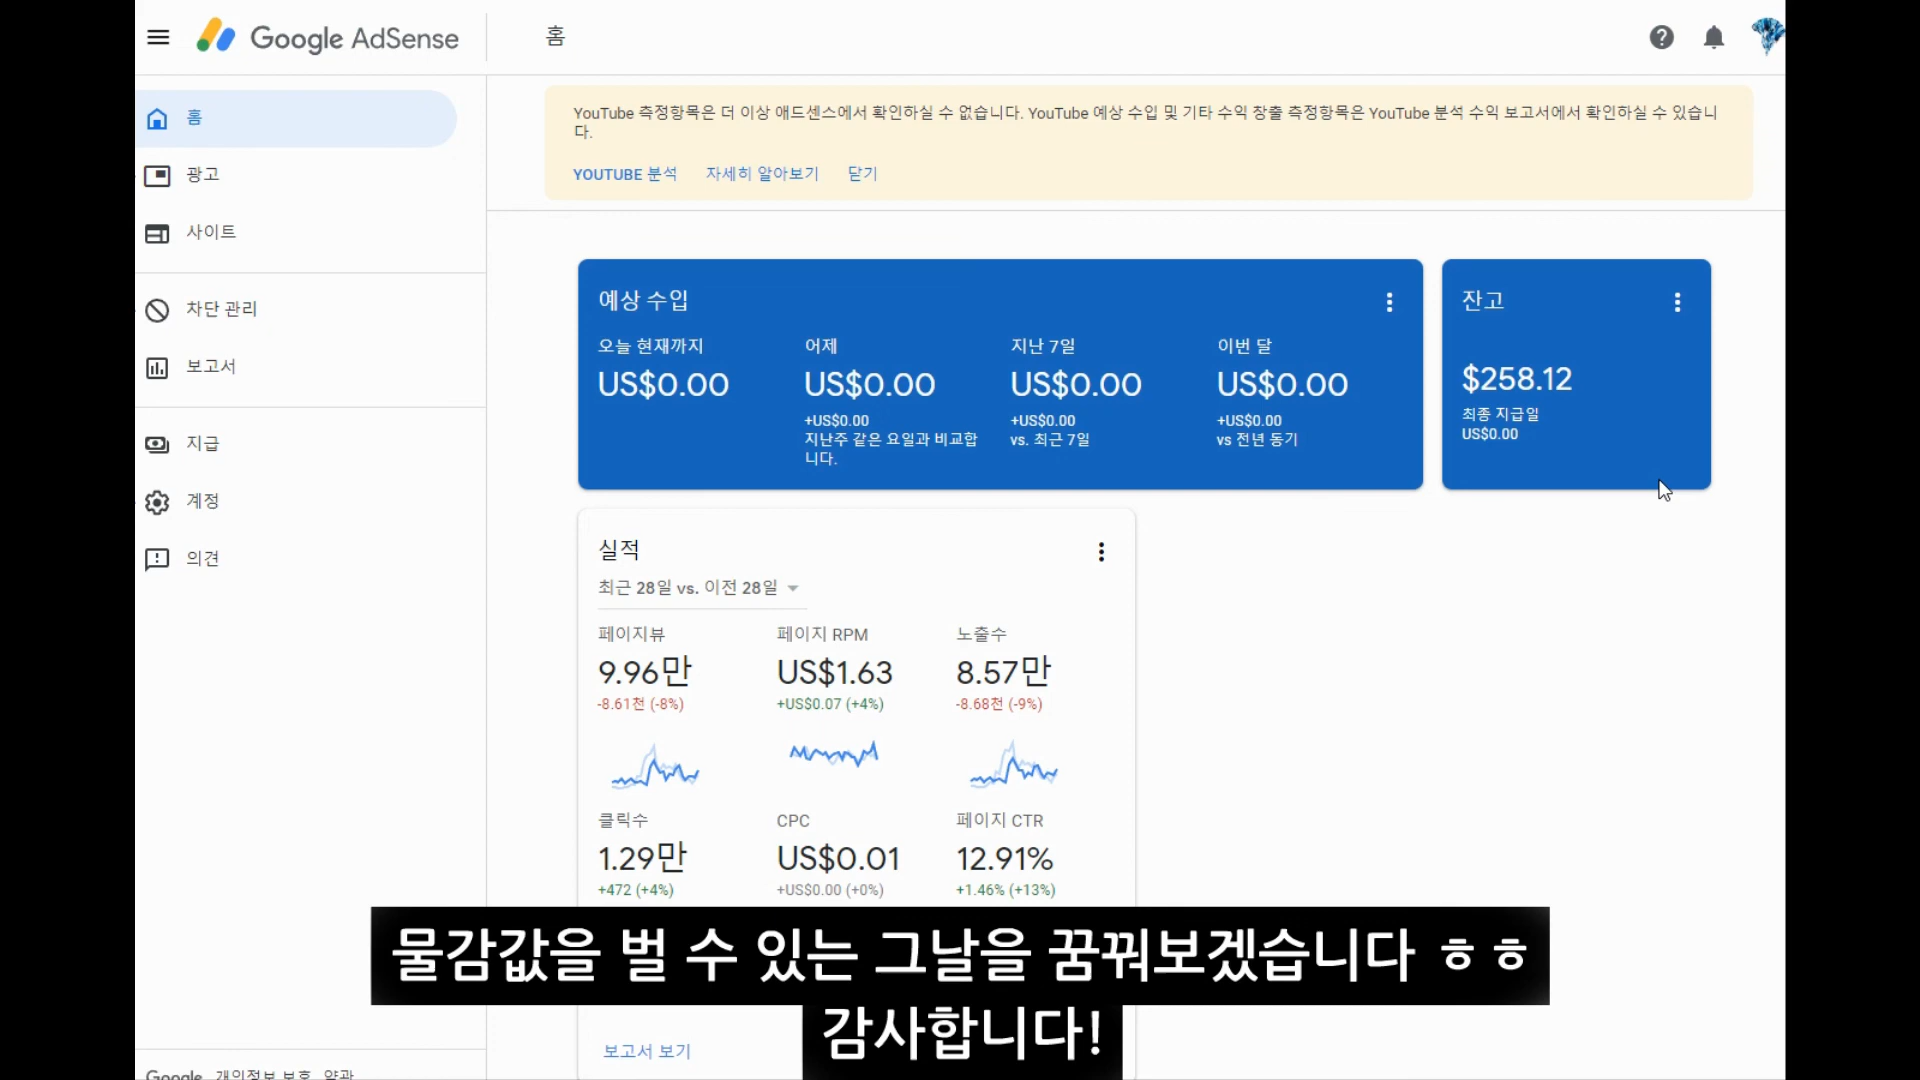 Google AdSense
홈
홈
광고
사이트
차단 관리
보고서
지급
계정
의견
YouTube 측정항목은 더 이상 애드센스에서 확인하실 수 없습니다. YouTube 예상 수입 및 기타 수익 창출 측정항목은 YouTube 분석 수익 보고서에서 확인하실 수 있습니
다.
YOUTUBE 분석 자세히 알아보기 닫기
예상 수입
오늘 현재까지 어제 지난 7일 이번 달
US$0.00 US$0.00 US$0.00 US$0.00
+US$0.00 +US$0.00 +US$0.00
지난주 같은 요일과 비교합 vs. 최근 7일 vs 전년 동기
니다.
잔고
$258.12
최종 지급일
US$0.00
실적
최근 28일 vs. 이전 28일
페이지뷰 페이지 RPM 노출수
9.96만 US$1.63 8.57만
-8.61천 (-8%) +US$0.07 (+4%) -8.68천 (-9%)
클릭수 CPC 페이지 CTR
1.29만 US$0.01 12.91%
+472 (+4%) +US$0.00 (+0%) +1.46% (+13%)
물감값을 벌 수 있는 그날을 꿈꿔보겠습니다 ㅎㅎ
감사합니다!
보고서 보기
Google 개인정보 보호 약관